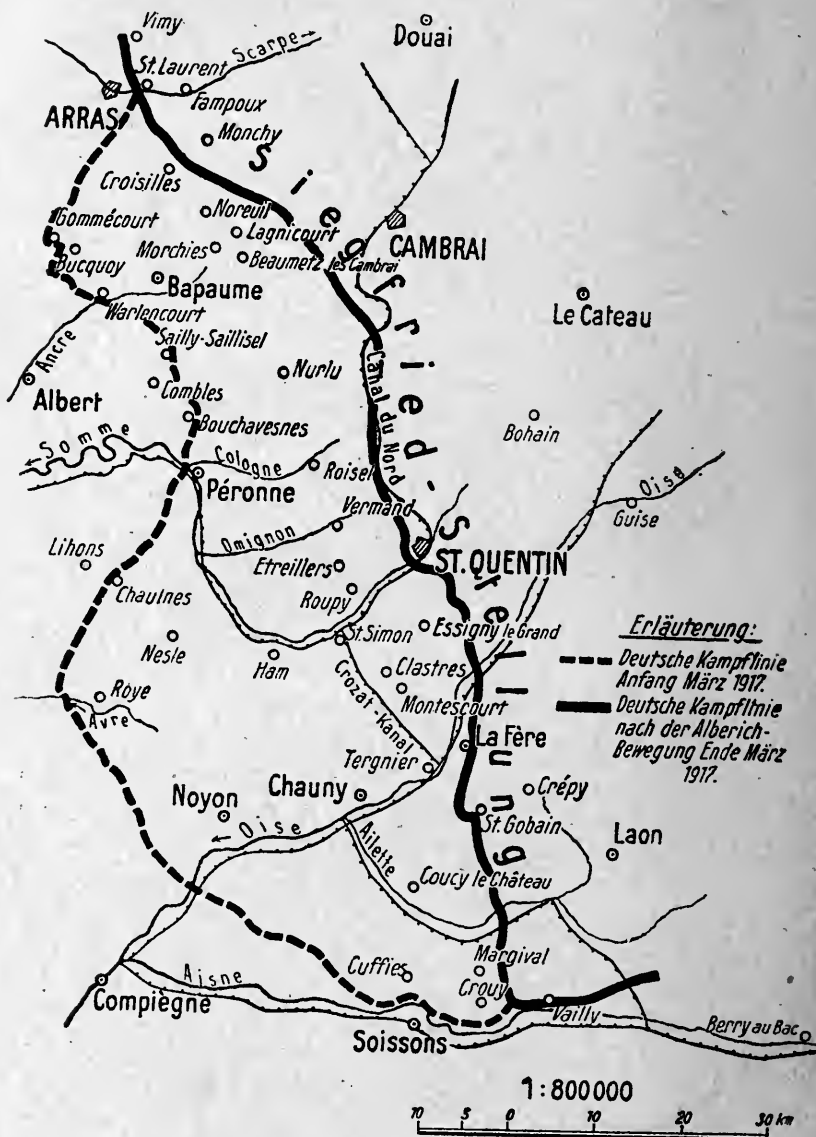 Vimy
Douai
Scarpe→
St. Laurent
Fampoux
ARRAS
Monchy
Croisilles
Siegfried-Stellung
Noreuil
Gommécourt
Lagnicourt
CAMBRAI
Morchies
Bucquoy
Beaumetz les Cambrai
Bapaume
Le Cateau
Warlencourt
Sailly-Saillisel
Ancre
Nurlu
Canal du Nord
Albert
Combles
Bouchavesnes
Bohain
←Somme
Cologne
Roisel
Oise
Péronne
Vermand
Guise
Omignon
Lihons
Etreillers
ST. QUENTIN
Chaulnes
Roupy
St. Simon
Essigny le Grand
Erläuterung:
Nesle
Ham
Deutsche Kampflinie
Anfang März 1917.
Clastres
Roye
Crozat-Kanal
Montescourt
Deutsche Kampflinie
nach der Alberich-
Bewegung Ende März
1917.
Avre
La Fère
Tergnier
Chauny
Crépy
Noyon
St. Gobain
←Oise
Ailette
Laon
Coucy le Château
Margival
Cuffies
Aisne
Crouy
Compiègne
Vailly
Berry au Bac
Soissons
1:800000
10 5 0 10 20 30 km